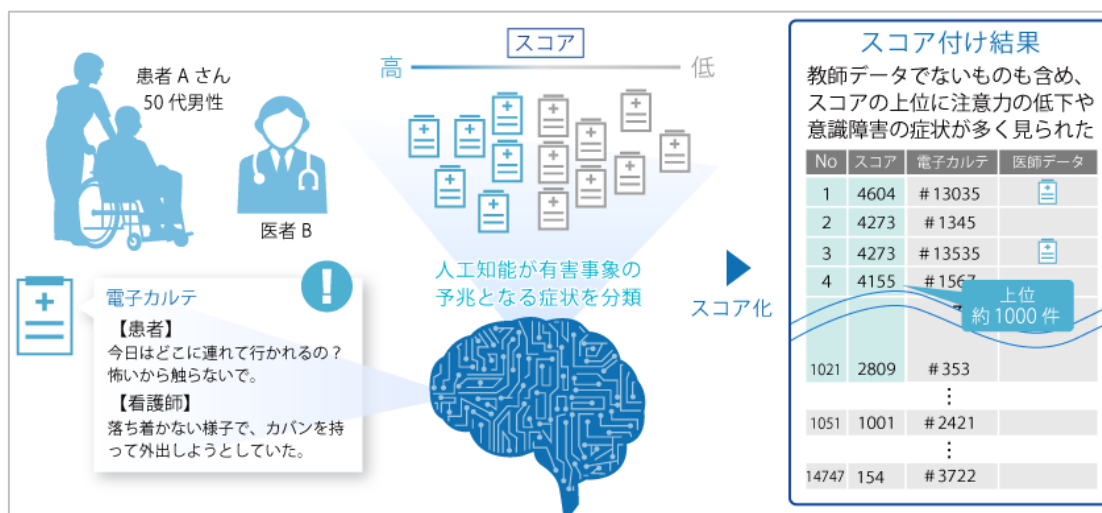 患者 A さん
50 代男性
医者 B
電子カルテ
【患者】
今日はどこに連れて行かれるの？
怖いから触らないで。
【看護師】
落ち着かない様子で、カバンを持
って外出しようとしていた。
スコア
高
低
人工知能が有害事象の
予兆となる症状を分類
スコア化
スコア付け結果
教師データでないものも含め、
スコアの上位に注意力の低下や
意識障害の症状が多く見られた
No スコア 電子カルテ 医師データ
1 4604 #13035
2 4273 #1345
3 4273 #13535
4 4155 #1567
上位
約 1000 件
1021 2809 #353
⋮
1051 1001 #2421
⋮
14747 154 #3722